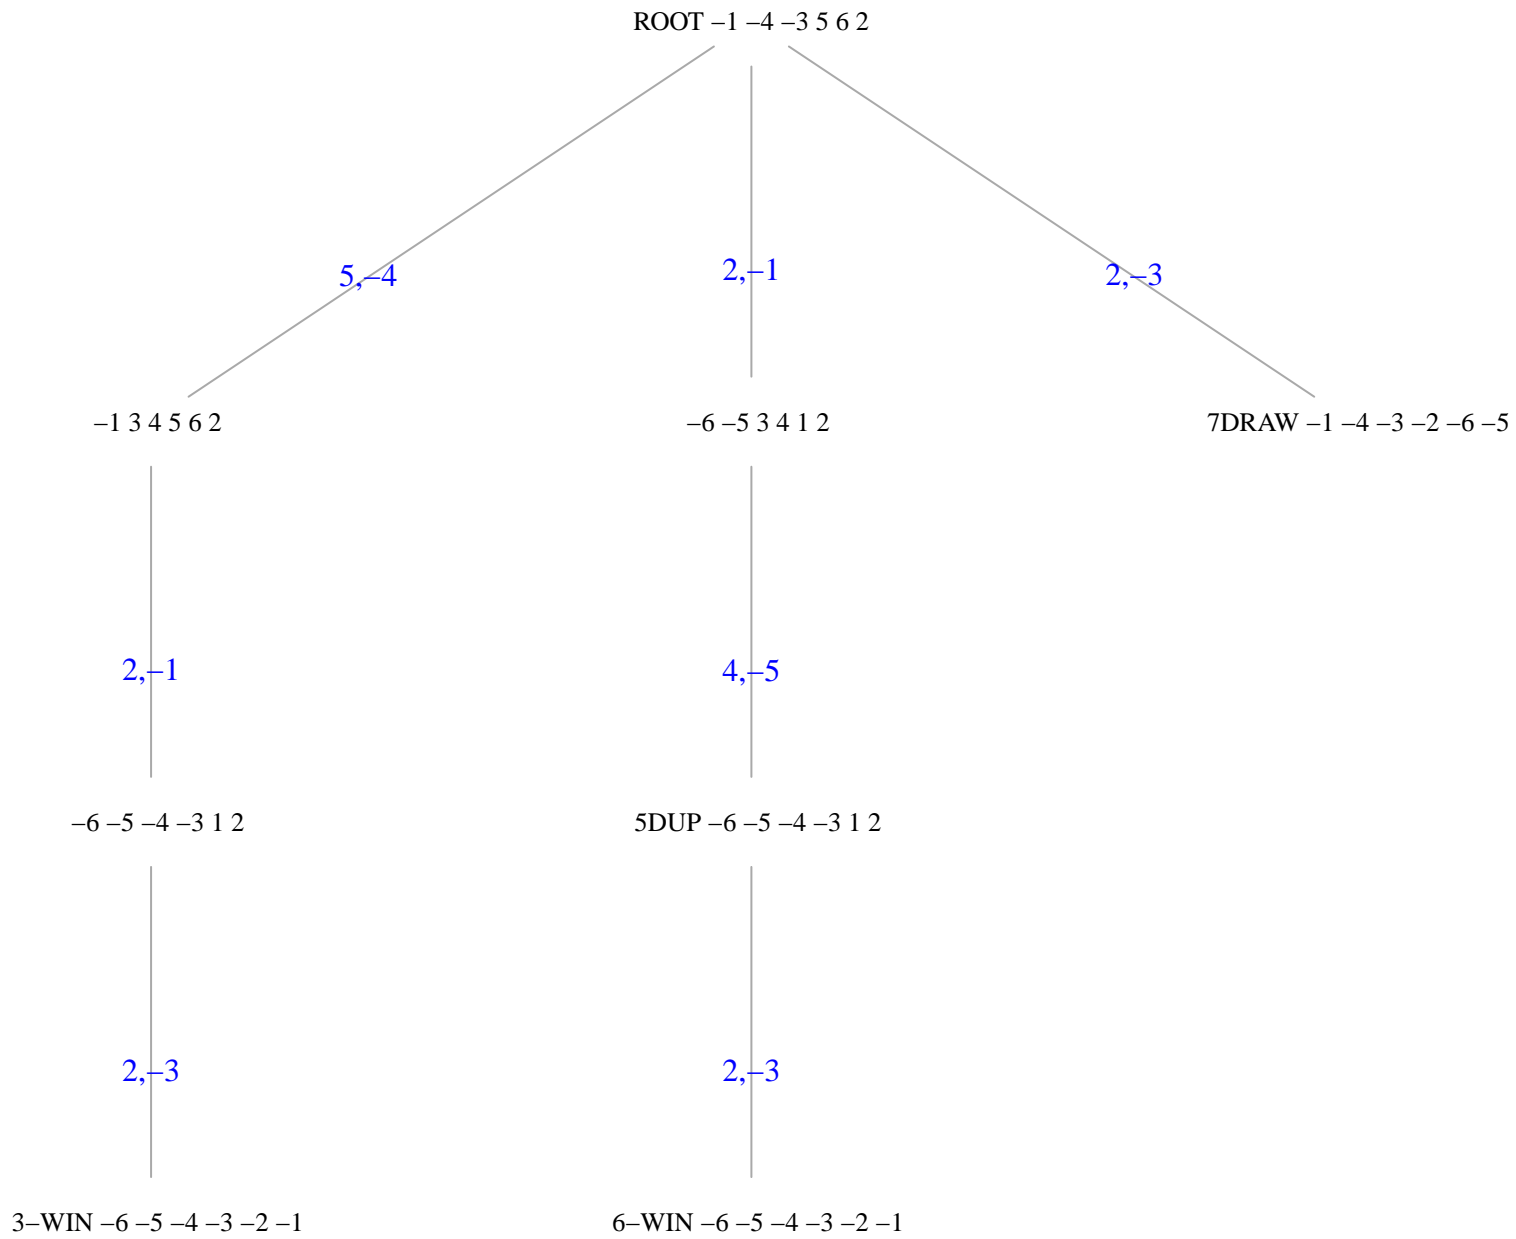 ROOT –1 –4 –3 5 6 2
5,–4
2,–1
2,–3
–1 3 4 5 6 2
–6 –5 3 4 1 2
7DRAW –1 –4 –3 –2 –6 –5
2,–1
4,–5
–6 –5 –4 –3 1 2
5DUP –6 –5 –4 –3 1 2
2,–3
2,–3
3–WIN –6 –5 –4 –3 –2 –1
6–WIN –6 –5 –4 –3 –2 –1